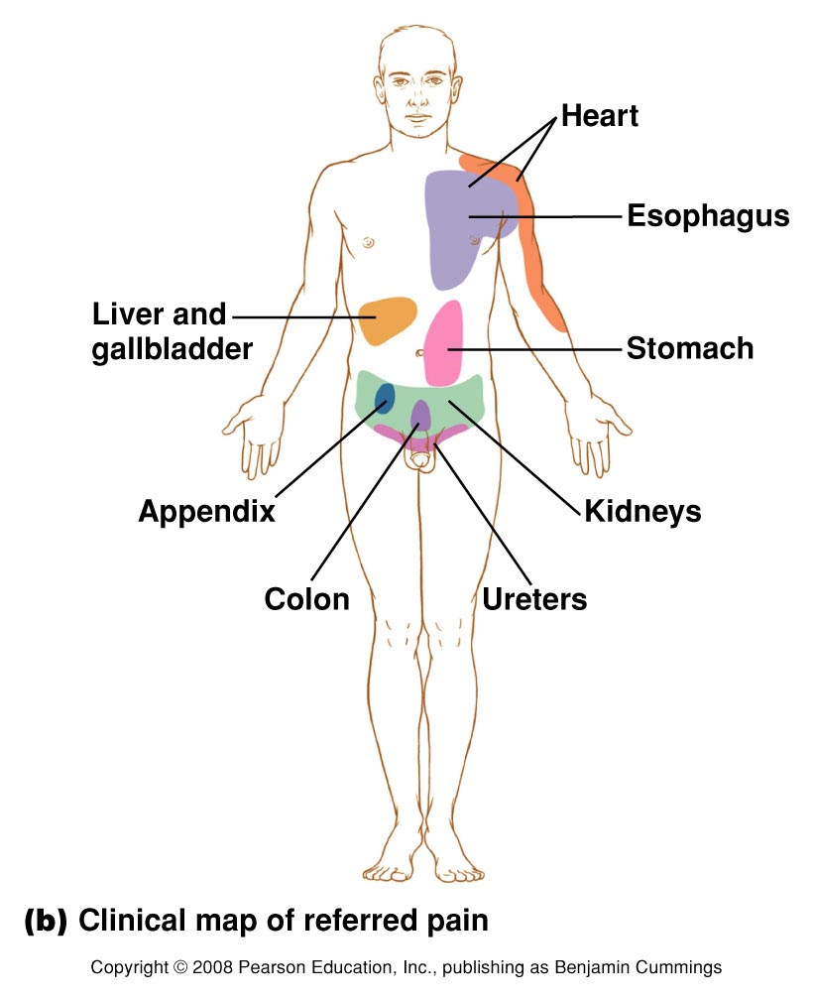 Heart
Esophagus
Liver and
gallbladder
Stomach
Appendix
Kidneys
Colon
Ureters
(b) Clinical map of referred pain
Copyright © 2008 Pearson Education, Inc., publishing as Benjamin Cummings